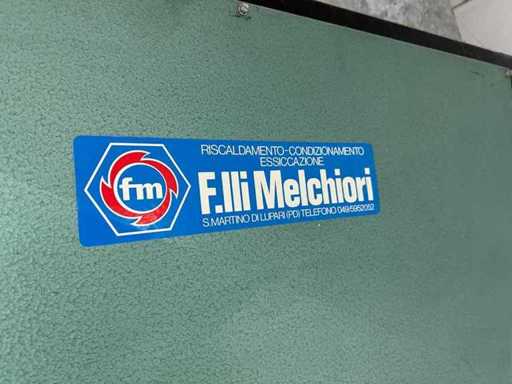 fm
RISCALDAMENTO-CONDIZIONAMENTO
ESSICCAZIONE
F.lli Melchiori
S.MARTINO DI LUPARI (PD) TELEFONO 049/5952052